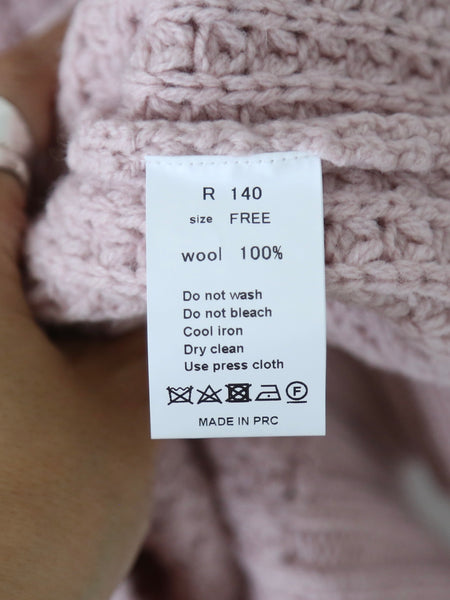 R 140
size FREE
wool 100%
Do not wash
Do not bleach
Cool iron
Dry clean
Use press cloth
F
MADE IN PRC